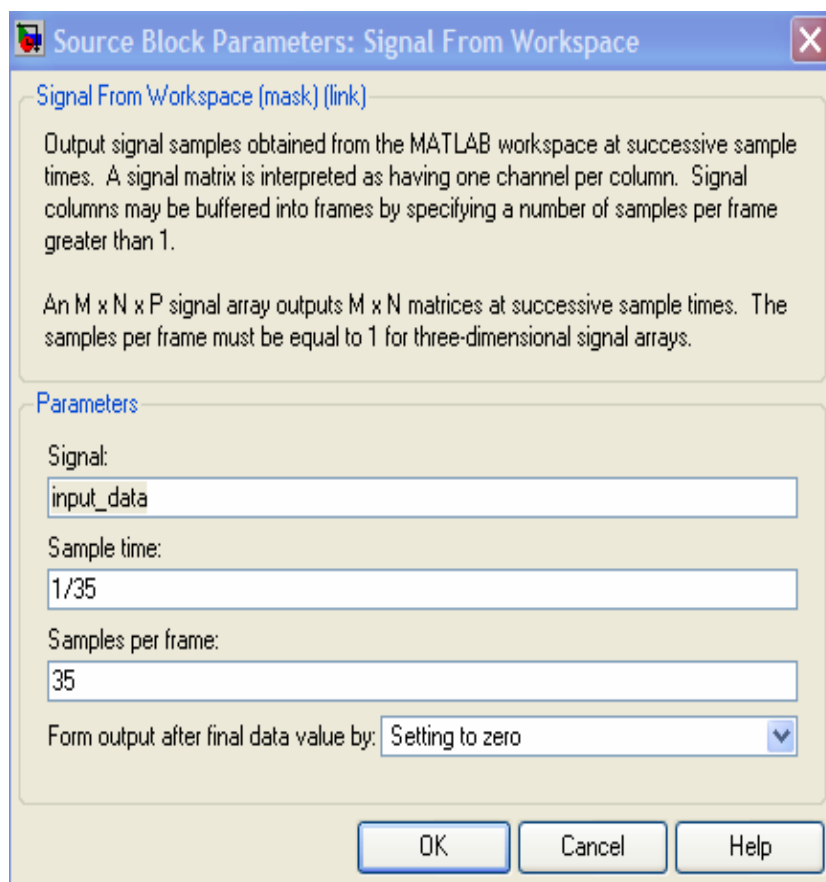 Source Block Parameters: Signal From Workspace
Signal From Workspace (mask) (link)
Output signal samples obtained from the MATLAB workspace at successive sample
times.  A signal matrix is interpreted as having one channel per column.  Signal
columns may be buffered into frames by specifying a number of samples per frame
greater than 1.
An M x N x P signal array outputs M x N matrices at successive sample times.  The
samples per frame must be equal to 1 for three-dimensional signal arrays.
Parameters
Signal:
input_data
Sample time:
1/35
Samples per frame:
35
Form output after final data value by: Setting to zero
OK Cancel Help